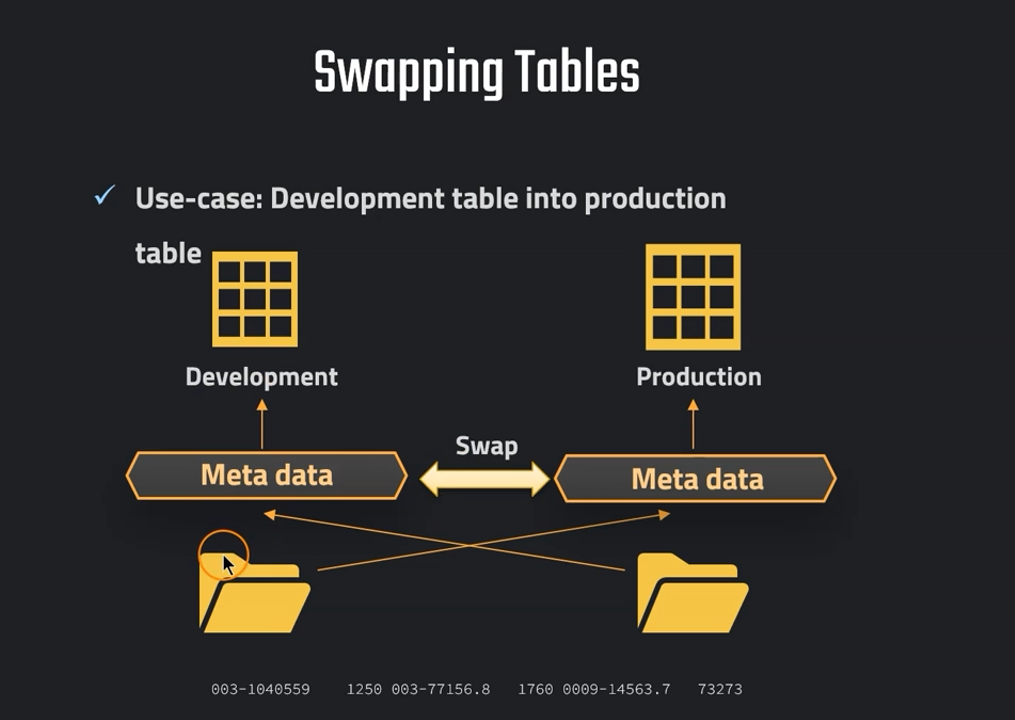 Swapping Tables
✓ Use-case: Development table into production
table
Development
Production
Swap
Meta data
Meta data
003-1040559 1250 003-77156.8 1760 0009-14563.7 73273